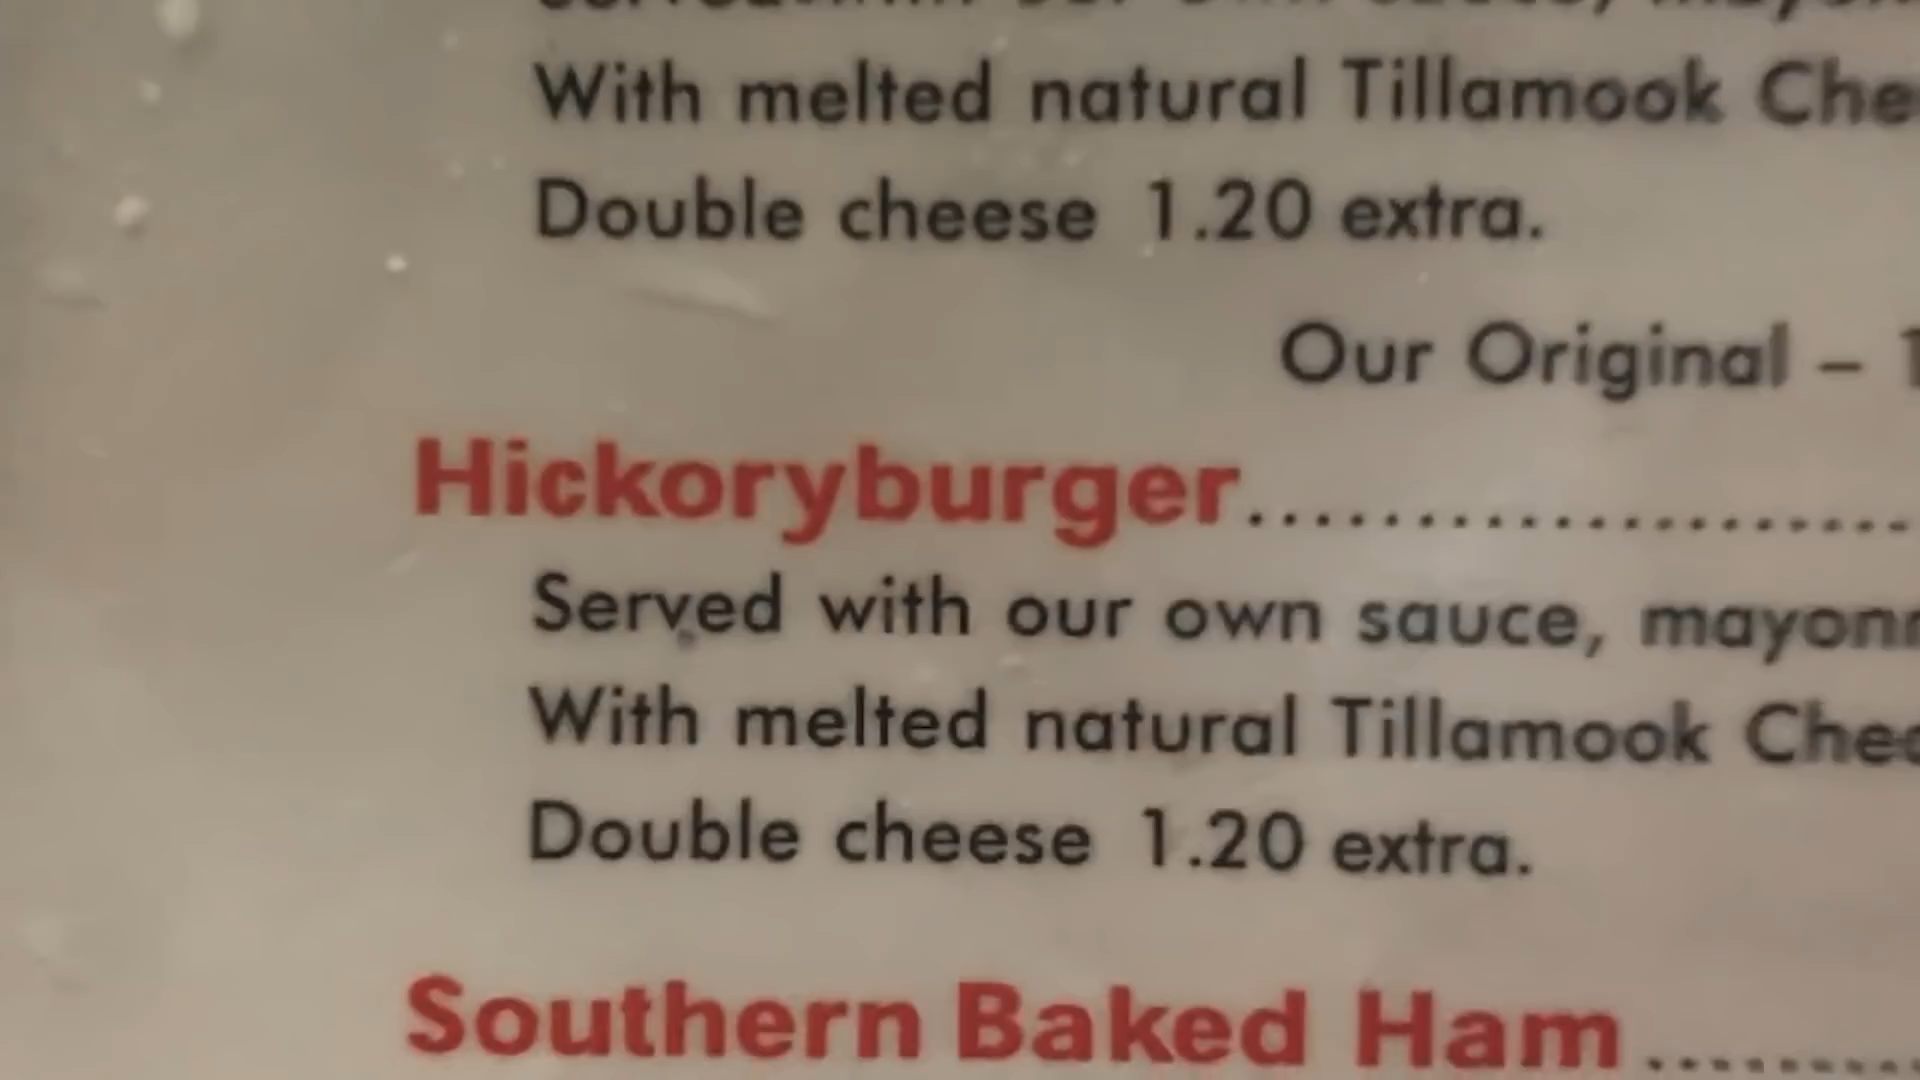 With melted natural Tillamook
Double cheese 1.20 extra.
Our Original –
Hickoryburger....................
Served with our own sauce,
With melted natural Tillamook
Double cheese 1.20 extra.
Southern Baked Ham.........